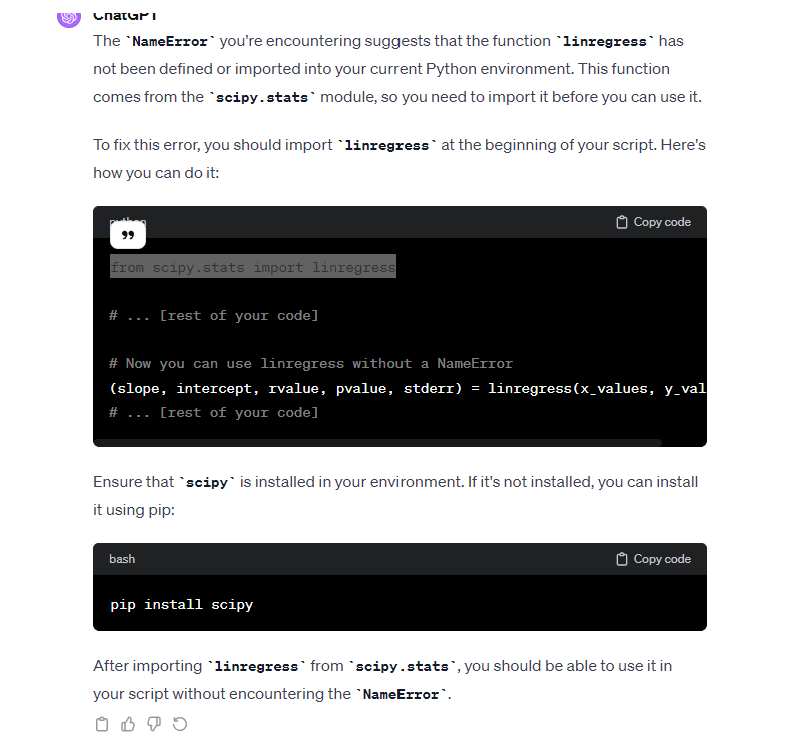 ChatGPT
The `NameError` you're encountering suggests that the function `linregress` has
not been defined or imported into your current Python environment. This function
comes from the `scipy.stats` module, so you need to import it before you can use it.
To fix this error, you should import `linregress` at the beginning of your script. Here's
how you can do it:
python
Copy code
from scipy.stats import linregress
# ... [rest of your code]
# Now you can use linregress without a NameError
(slope, intercept, rvalue, pvalue, stderr) = linregress(x_values, y_val
# ... [rest of your code]
Ensure that `scipy` is installed in your environment. If it's not installed, you can install
it using pip:
bash
Copy code
pip install scipy
After importing `linregress` from `scipy.stats`, you should be able to use it in
your script without encountering the `NameError`.